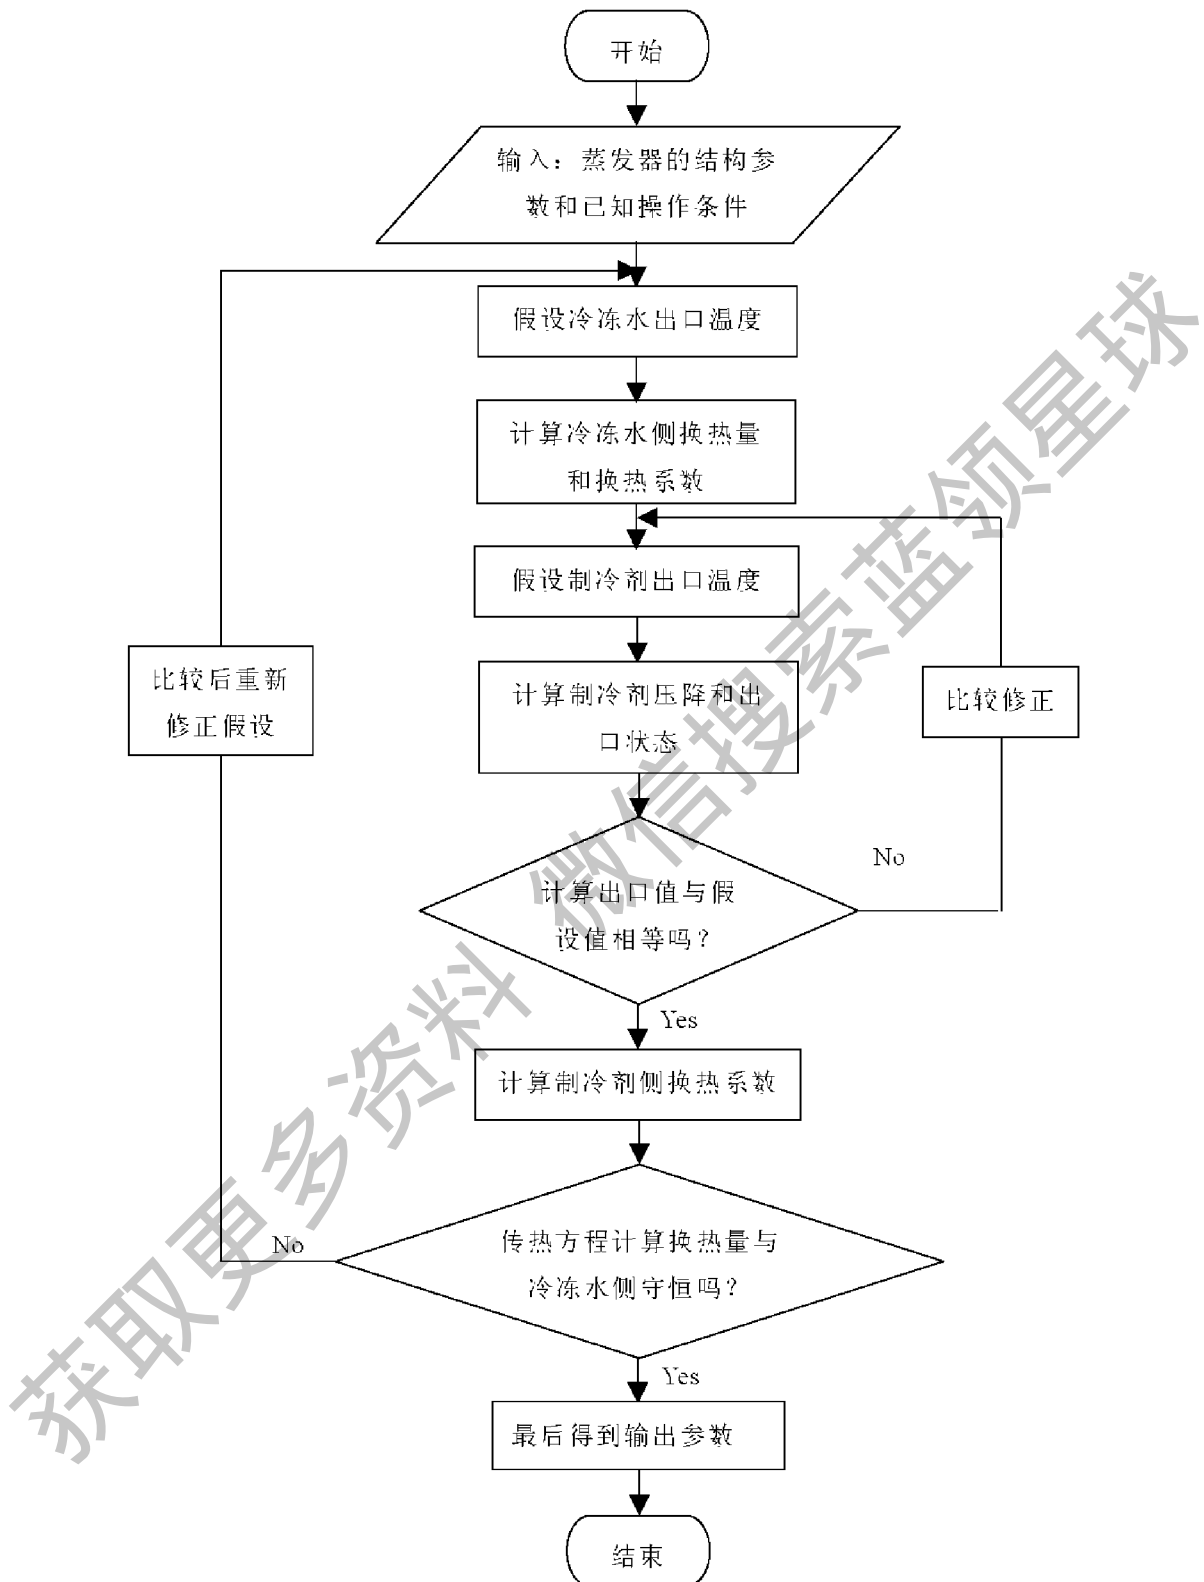 开始
输入：蒸发器的结构参
数和已知操作条件
假设冷冻水出口温度
计算冷冻水侧换热量
和换热系数
假设制冷剂出口温度
比较后重新
修正假设
计算制冷剂压降和出
口状态
比较修正
No
计算出口值与假
设值相等吗？
Yes
计算制冷剂侧换热系数
No
传热方程计算换热量与
冷冻水侧守恒吗？
Yes
最后得到输出参数
结束
获取更多资料 微信搜索蓝领星球